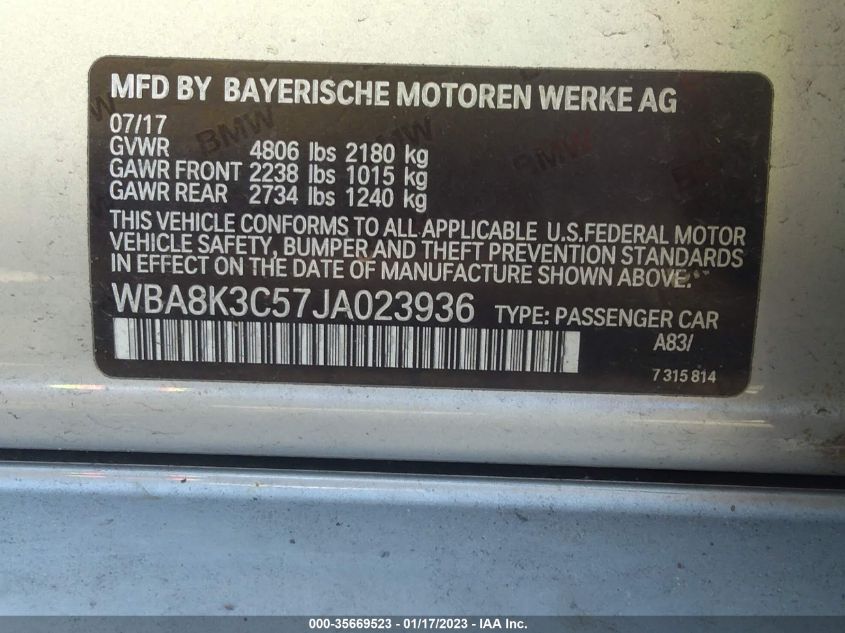 MFD BY BAYERISCHE MOTOREN WERKE AG
07/17
GVWR 4806 lbs 2180 kg
GAWR FRONT 2238 lbs 1015 kg
GAWR REAR 2734 lbs 1240 kg
THIS VEHICLE CONFORMS TO ALL APPLICABLE U.S.FEDERAL MOTOR
VEHICLE SAFETY, BUMPER AND THEFT PREVENTION STANDARDS
IN EFFECT ON THE DATE OF MANUFACTURE SHOWN ABOVE.
WBA8K3C57JA023936 TYPE: PASSENGER CAR
A83/
7 315 814
BMW
BMW
000-35669523 - 01/17/2023 - IAA Inc.